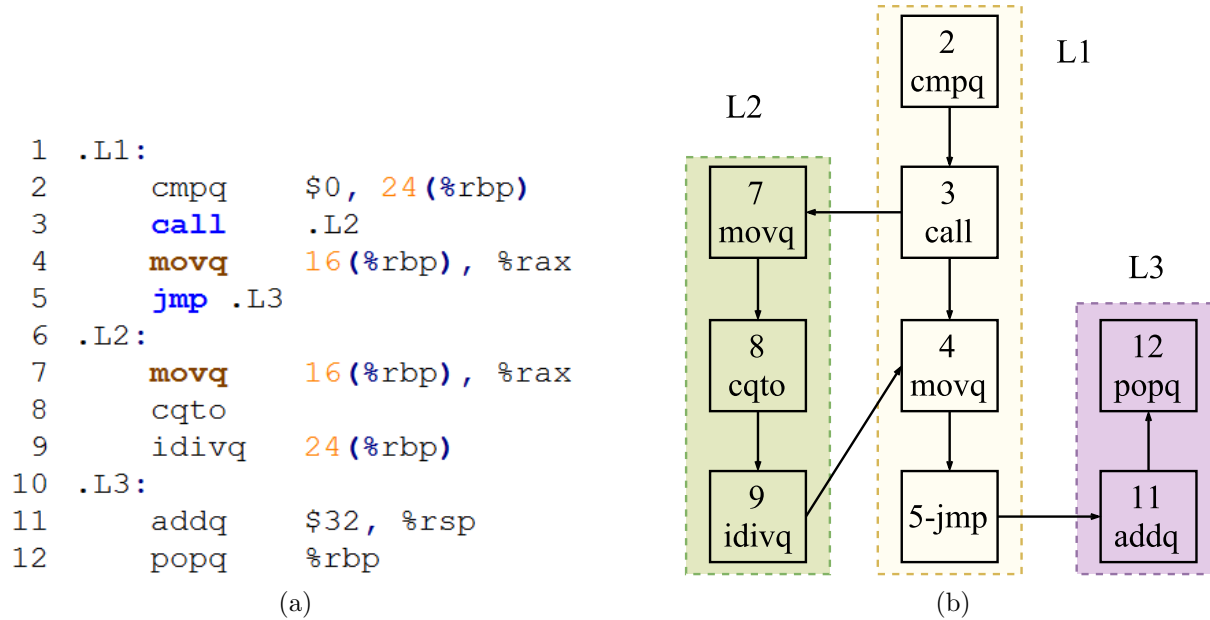 1 .L1:
2 cmpq $0, 24(%rbp)
3 call .L2
4 movq 16(%rbp), %rax
5 jmp .L3
6 .L2:
7 movq 16(%rbp), %rax
8 cqto
9 idivq 24(%rbp)
10 .L3:
11 addq $32, %rsp
12 popq %rbp
(a)
L1
2
cmpq
3
call
4
movq
5-jmp
L2
7
movq
8
cqto
9
idivq
L3
12
popq
11
addq
(b)